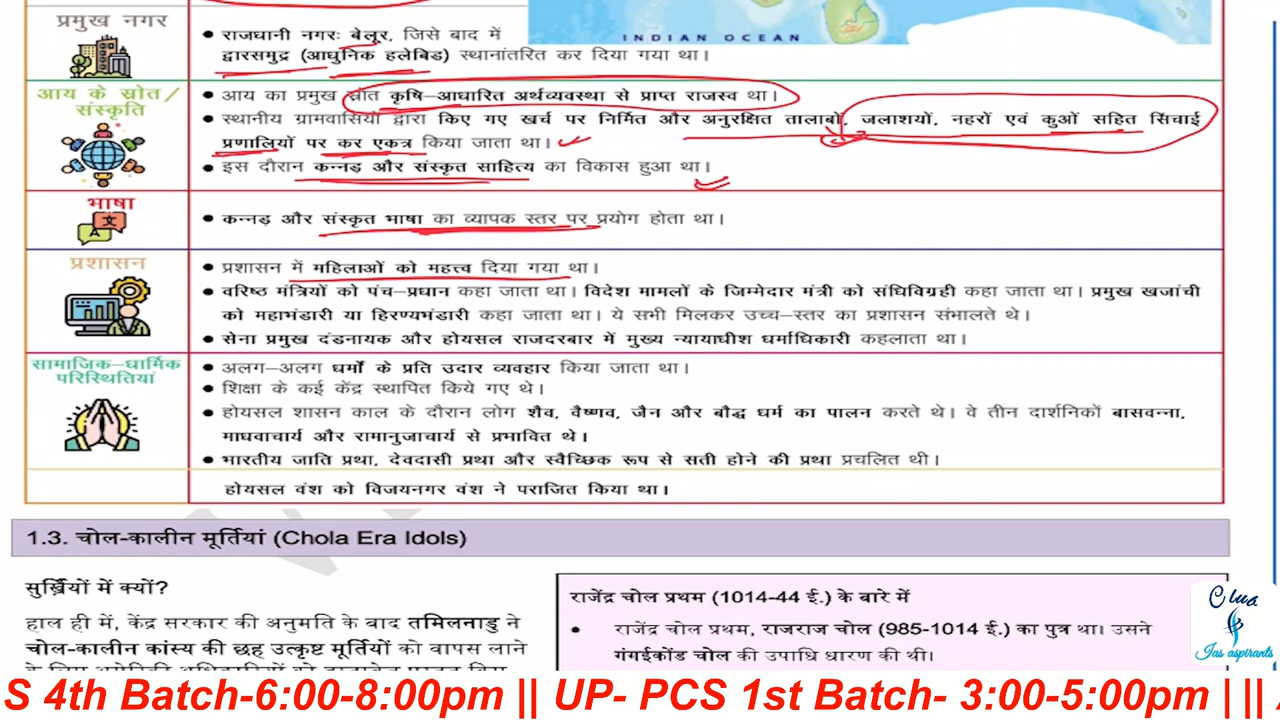 प्रमुख नगर
● राजधानी नगरः बेलूर, जिसे बाद में
द्वारसमुद्र (आधुनिक हलेबिड) स्थानांतरित कर दिया गया था।
INDIAN OCEAN
आय के स्रोत/
संस्कृति
● आय का प्रमुख स्रोत कृषि–आधारित अर्थव्यवस्था से प्राप्त राजस्व था।
● स्थानीय ग्रामवासियों द्वारा किए गए खर्च पर निर्मित और अनुरक्षित तालाबों, जलाशयों, नहरों एवं कुओं सहित सिंचाई
प्रणालियों पर कर एकत्र किया जाता था।
● इस दौरान कन्नड़ और संस्कृत साहित्य का विकास हुआ था।
भाषा
● कन्नड़ और संस्कृत भाषा का व्यापक स्तर पर प्रयोग होता था।
प्रशासन
● प्रशासन में महिलाओं को महत्त्व दिया गया था।
● वरिष्ठ मंत्रियों को पंच–प्रधान कहा जाता था। विदेश मामलों के जिम्मेदार मंत्री को संधिविग्रही कहा जाता था। प्रमुख खजांची
को महाभंडारी या हिरण्यभंडारी कहा जाता था। ये सभी मिलकर उच्च–स्तर का प्रशासन संभालते थे।
● सेना प्रमुख दंडनायक और होयसल राजदरबार में मुख्य न्यायाधीश धर्माधिकारी कहलाता था।
सामाजिक–धार्मिक
परिस्थितियां
● अलग–अलग धर्मों के प्रति उदार व्यवहार किया जाता था।
● शिक्षा के कई केंद्र स्थापित किये गए थे।
● होयसल शासन काल के दौरान लोग शैव, वैष्णव, जैन और बौद्ध धर्म का पालन करते थे। वे तीन दार्शनिकों बासवन्ना,
माधवाचार्य और रामानुजाचार्य से प्रभावित थे।
● भारतीय जाति प्रथा, देवदासी प्रथा और स्वैच्छिक रूप से सती होने की प्रथा प्रचलित थी।
होयसल वंश को विजयनगर वंश ने पराजित किया था।
1.3. चोल-कालीन मूर्तियां (Chola Era Idols)
सुर्ख़ियों में क्यों?
हाल ही में, केंद्र सरकार की अनुमति के बाद तमिलनाडु ने
चोल-कालीन कांस्य की छह उत्कृष्ट मूर्तियों को वापस लाने
राजेंद्र चोल प्रथम (1014-44 ई.) के बारे में
● राजेंद्र चोल प्रथम, राजराज चोल (985-1014 ई.) का पुत्र था। उसने
गंगईकोंड चोल की उपाधि धारण की थी।
Ias aspirants
S 4th Batch-6:00-8:00pm || UP- PCS 1st Batch- 3:00-5:00pm | ||